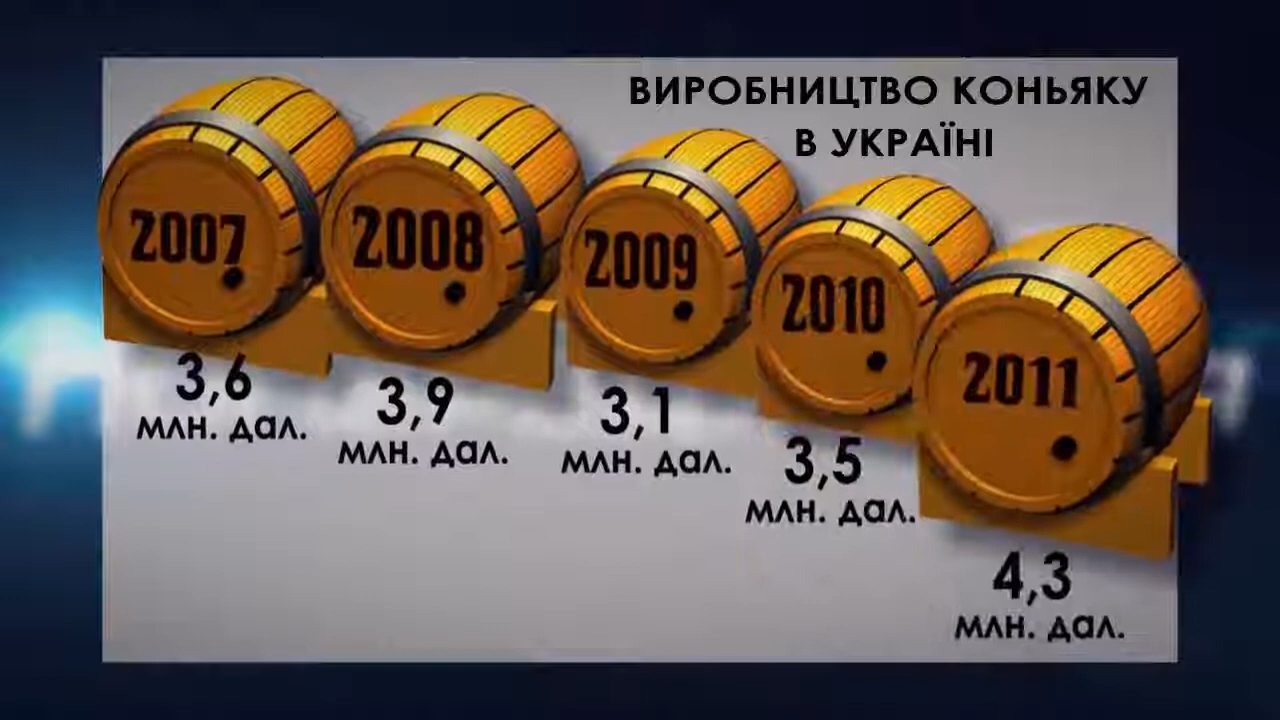 ВИРОБНИЦТВО КОНЬЯКУ
В УКРАЇНІ
2007
3,6
млн. дал.
2008
3,9
млн. дал.
2009
3,1
млн. дал.
2010
3,5
млн. дал.
2011
4,3
млн. дал.